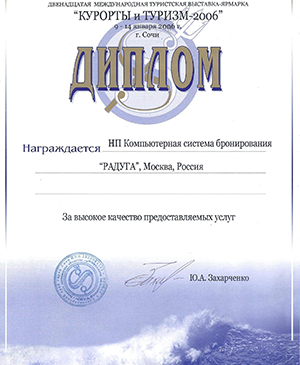 ДВЕНАДЦАТАЯ МЕЖДУНАРОДНАЯ ТУРИСТСКАЯ ВЫСТАВКА-ЯРМАРКА
"КУРОРТЫ и ТУРИЗМ-2006"
9 - 14 января 2006 г.
г. Сочи
ДИПЛОМ
Награждается НП Компьютерная система бронирования
"РАДУГА", Москва, Россия
За высокое качество предоставляемых услуг
Ю.А. Захарченко